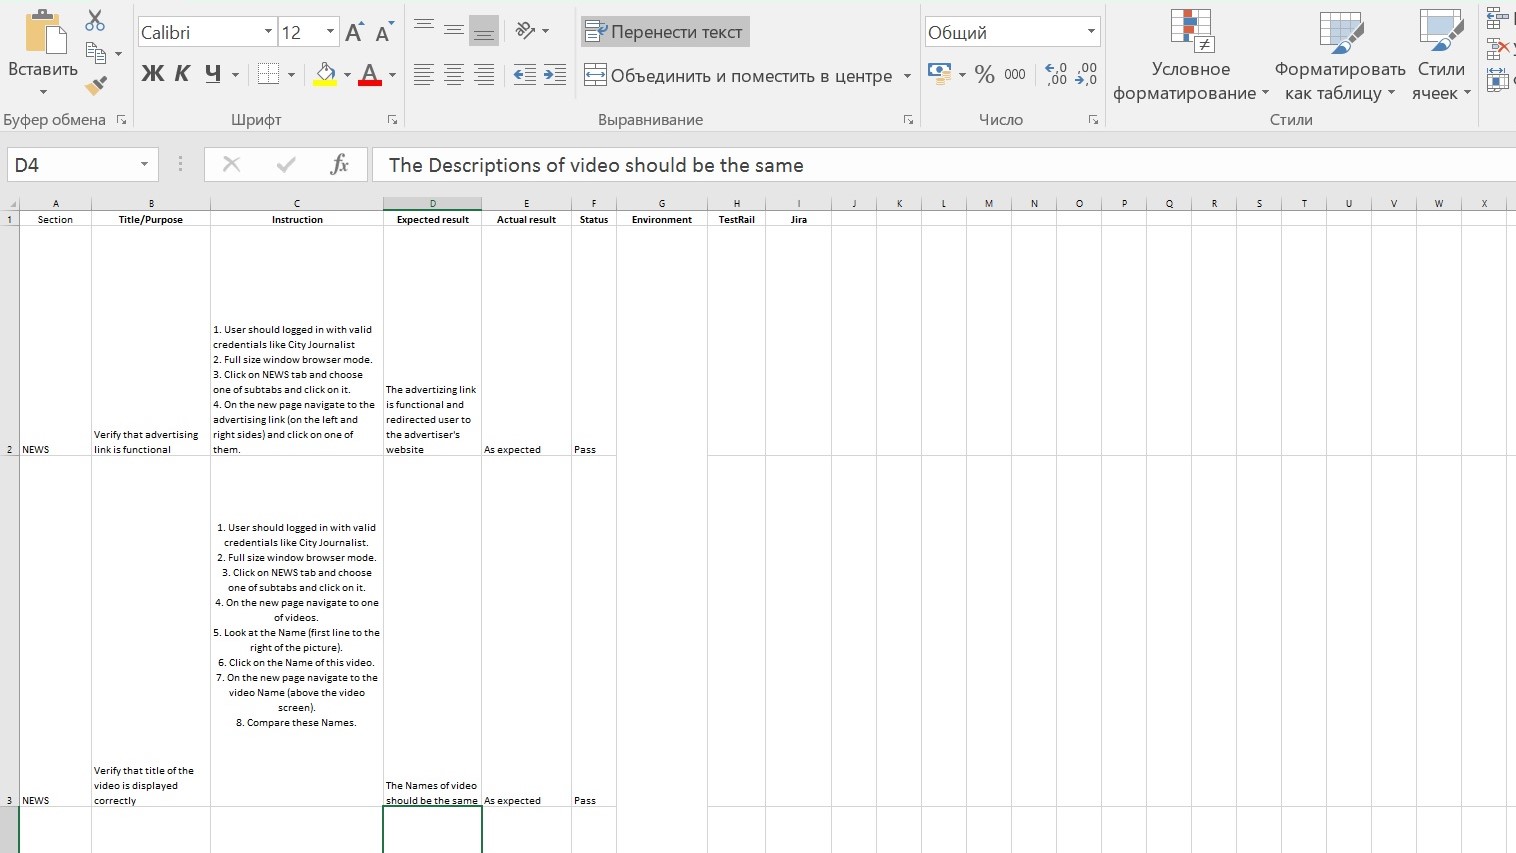 Calibri 12
Перенести текст
Общий
Вставить
Ж К Ч
Объединить и поместить в центре
% 000
Условное форматирование
Форматировать как таблицу
Стили ячеек
Буфер обмена
Шрифт
Выравнивание
Число
Стили
D4
fx
The Descriptions of video should be the same
A B C D E F G H I J K L M N O P Q R S T U V W X
1 Section Title/Purpose Instruction Expected result Actual result Status Environment TestRail Jira
2 NEWS
Verify that advertising
link is functional
1. User should logged in with valid
credentials like City Journalist
2. Full size window browser mode.
3. Click on NEWS tab and choose
one of subtabs and click on it.
4. On the new page navigate to the
advertising link (on the left and
right sides) and click on one of
them.
The advertizing link
is functional and
redirected user to
the advertiser's
website
As expected
Pass
3 NEWS
Verify that title of the
video is displayed
correctly
1. User should logged in with valid
credentials like City Journalist.
2. Full size window browser mode.
3. Click on NEWS tab and choose
one of subtabs and click on it.
4. On the new page navigate to one
of videos.
5. Look at the Name (first line to the
right of the picture).
6. Click on the Name of this video.
7. On the new page navigate to the
video Name (above the video
screen).
8. Compare these Names.
The Names of video
should be the same
As expected
Pass